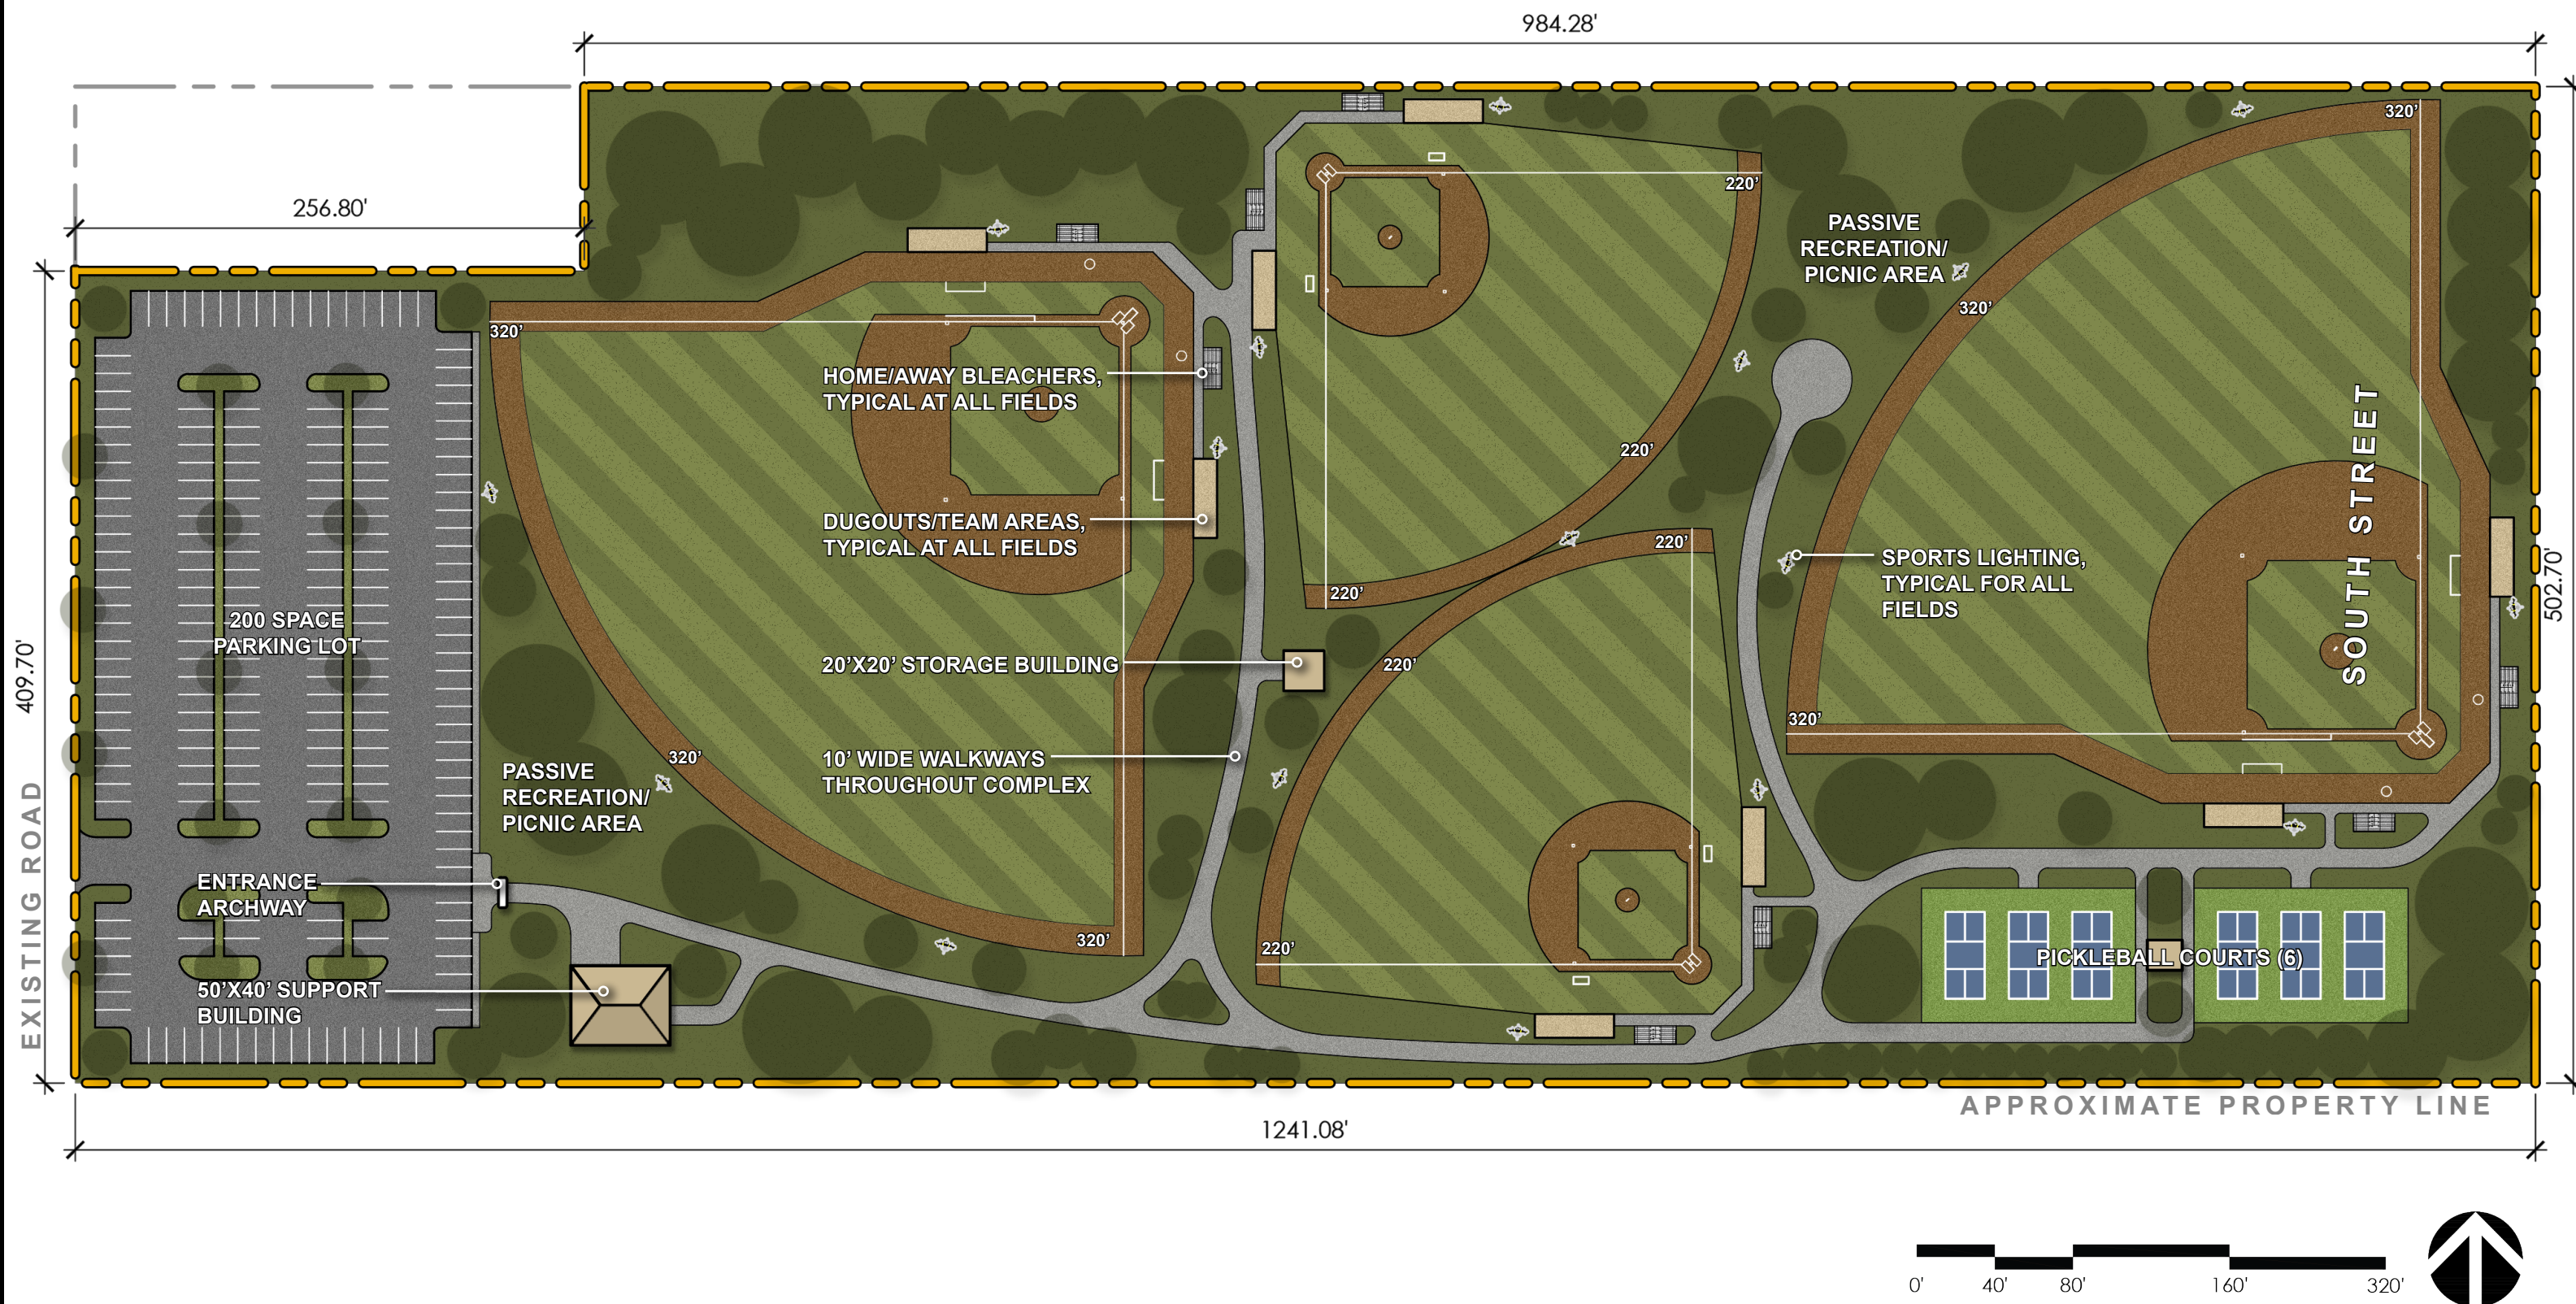 984.28'
256.80'
320'
220'
PASSIVE
RECREATION/
PICNIC AREA
320'
320'
HOME/AWAY BLEACHERS,
TYPICAL AT ALL FIELDS
220'
SOUTH STREET
DUGOUTS/TEAM AREAS,
TYPICAL AT ALL FIELDS
220'
220'
SPORTS LIGHTING,
TYPICAL FOR ALL
FIELDS
502.70'
200 SPACE
PARKING LOT
409.70'
20'X20' STORAGE BUILDING
220'
320'
320'
10' WIDE WALKWAYS
THROUGHOUT COMPLEX
PASSIVE
RECREATION/
PICNIC AREA
EXISTING ROAD
ENTRANCE
ARCHWAY
320'
220'
PICKLEBALL COURTS (6)
50'X40' SUPPORT
BUILDING
APPROXIMATE PROPERTY LINE
1241.08'
0' 40' 80' 160' 320'